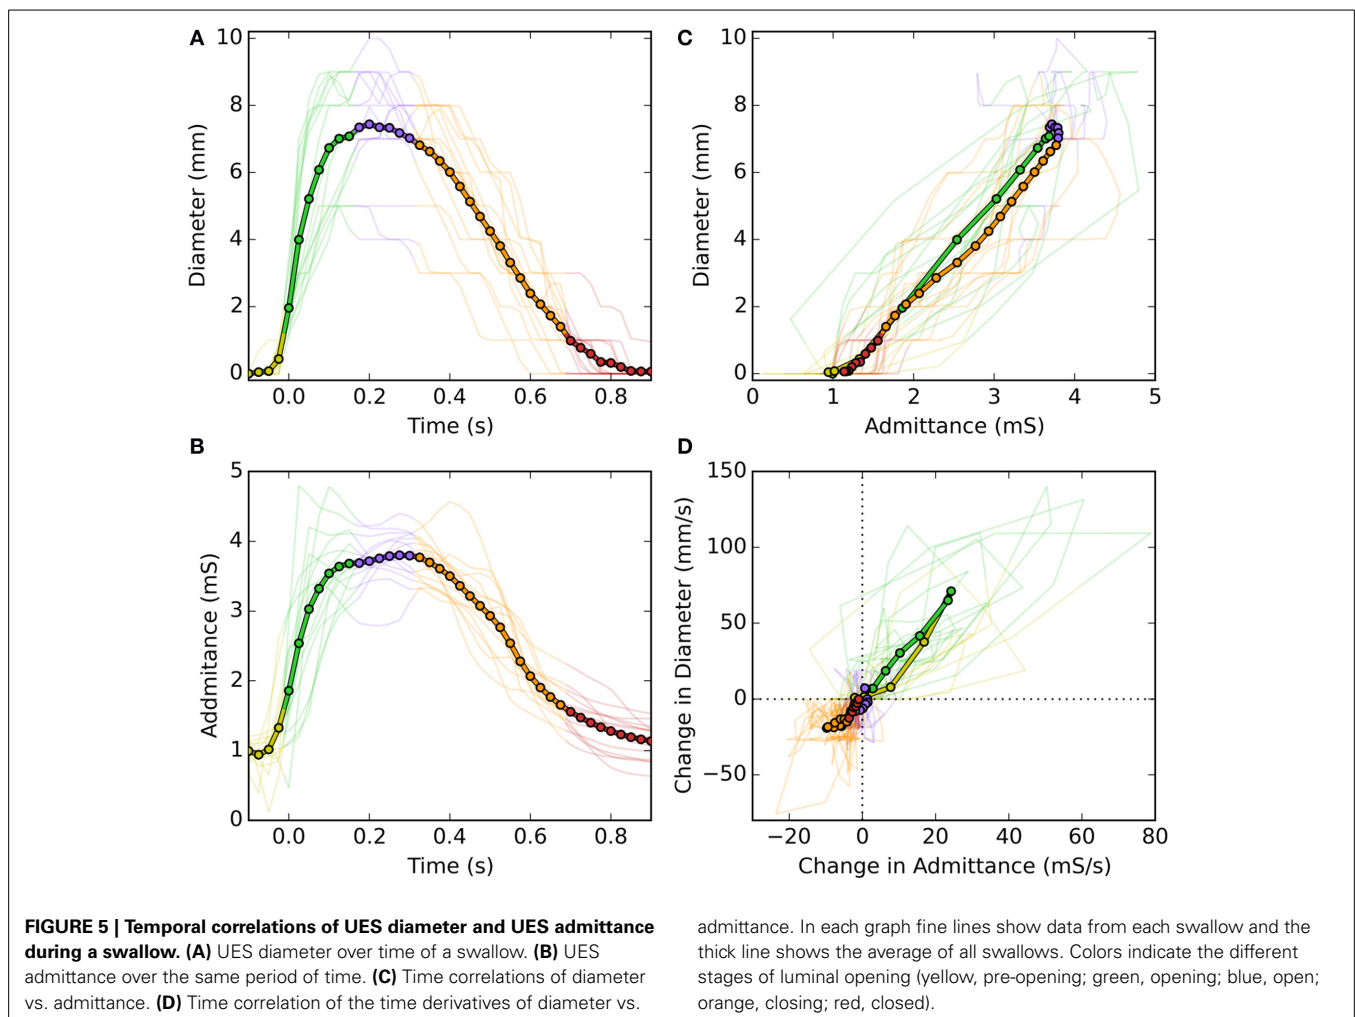 A
10
8
6
4
2
0
Diameter (mm)
0.0 0.2 0.4 0.6 0.8
Time (s)
C
10
8
6
4
2
0
Diameter (mm)
0 1 2 3 4 5
Admittance (mS)
B
5
4
3
2
1
0
Addmitance (mS)
0.0 0.2 0.4 0.6 0.8
Time (s)
D
150
100
50
0
−50
Change in Diameter (mm/s)
−20 0 20 40 60 80
Change in Admittance (mS/s)
FIGURE 5 | Temporal correlations of UES diameter and UES admittance
during a swallow. (A) UES diameter over time of a swallow. (B) UES
admittance over the same period of time. (C) Time correlations of diameter
vs. admittance. (D) Time correlation of the time derivatives of diameter vs.
admittance. In each graph fine lines show data from each swallow and the
thick line shows the average of all swallows. Colors indicate the different
stages of luminal opening (yellow, pre-opening; green, opening; blue, open;
orange, closing; red, closed).